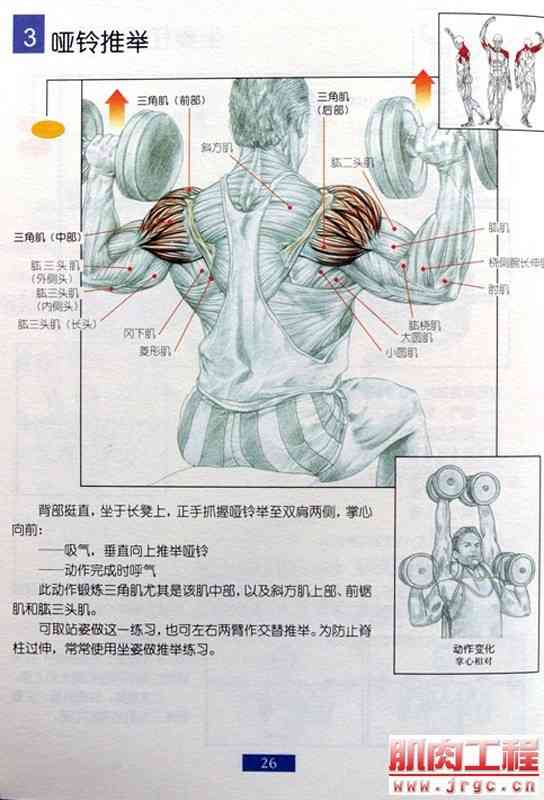 3 哑铃推举
三角肌(前部)
三角肌
(后部)
斜方肌
肱二头肌
三角肌(中部)
肱三头肌
(外侧头)
肱三头肌
(内侧头)
肱三头肌(长头)
冈下肌
菱形肌
肱肌
桡侧腕长伸
肘肌
肱桡肌
大圆肌
小圆肌
背部挺直,坐于长凳上,正手抓握哑铃举至双肩两侧,掌心
向前:
——吸气,垂直向上推举哑铃
——动作完成时呼气
此动作锻炼三角肌尤其是该肌中部,以及斜方肌上部、前锯
肌和肱三头肌。
可取站姿做这一练习,也可左右两臂作交替推举。为防止脊
柱过伸,常常使用坐姿做推举练习。
动作变化
掌心相对
26
肌肉工程
www.jrgc.cn